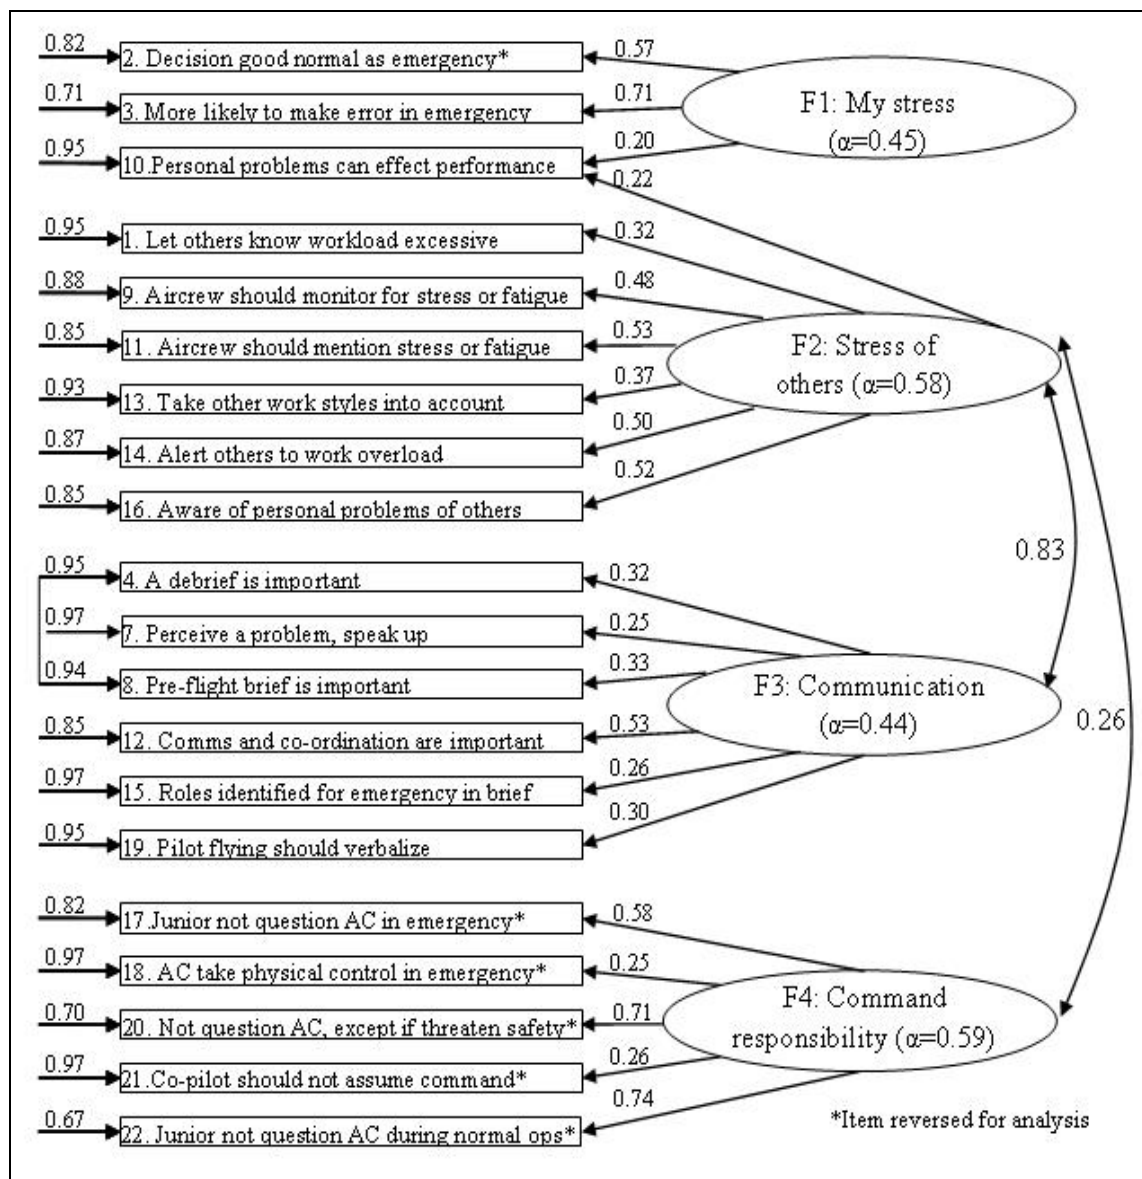 0.82
2. Decision good normal as emergency*
0.57
0.71
3. More likely to make error in emergency
0.71
0.95
10.Personal problems can effect performance
0.20
0.22
F1: My stress
(α=0.45)
0.95
1. Let others know workload excessive
0.32
0.88
9. Aircrew should monitor for stress or fatigue
0.48
0.85
11. Aircrew should mention stress or fatigue
0.53
0.93
13. Take other work styles into account
0.37
0.87
14. Alert others to work overload
0.50
0.85
16. Aware of personal problems of others
0.52
F2: Stress of
others (α=0.58)
0.83
0.26
0.95
4. A debrief is important
0.32
0.97
7. Perceive a problem, speak up
0.25
0.94
8. Pre-flight brief is important
0.33
0.85
12. Comms and co-ordination are important
0.53
0.97
15. Roles identified for emergency in brief
0.26
0.95
19. Pilot flying should verbalize
0.30
F3: Communication
(α=0.44)
0.82
17.Junior not question AC in emergency*
0.58
0.97
18. AC take physical control in emergency*
0.25
0.70
20. Not question AC, except if threaten safety*
0.71
0.97
21.Co-pilot should not assume command*
0.26
0.67
22. Junior not question AC during normal ops*
0.74
F4: Command
responsibility (α=0.59)
*Item reversed for analysis